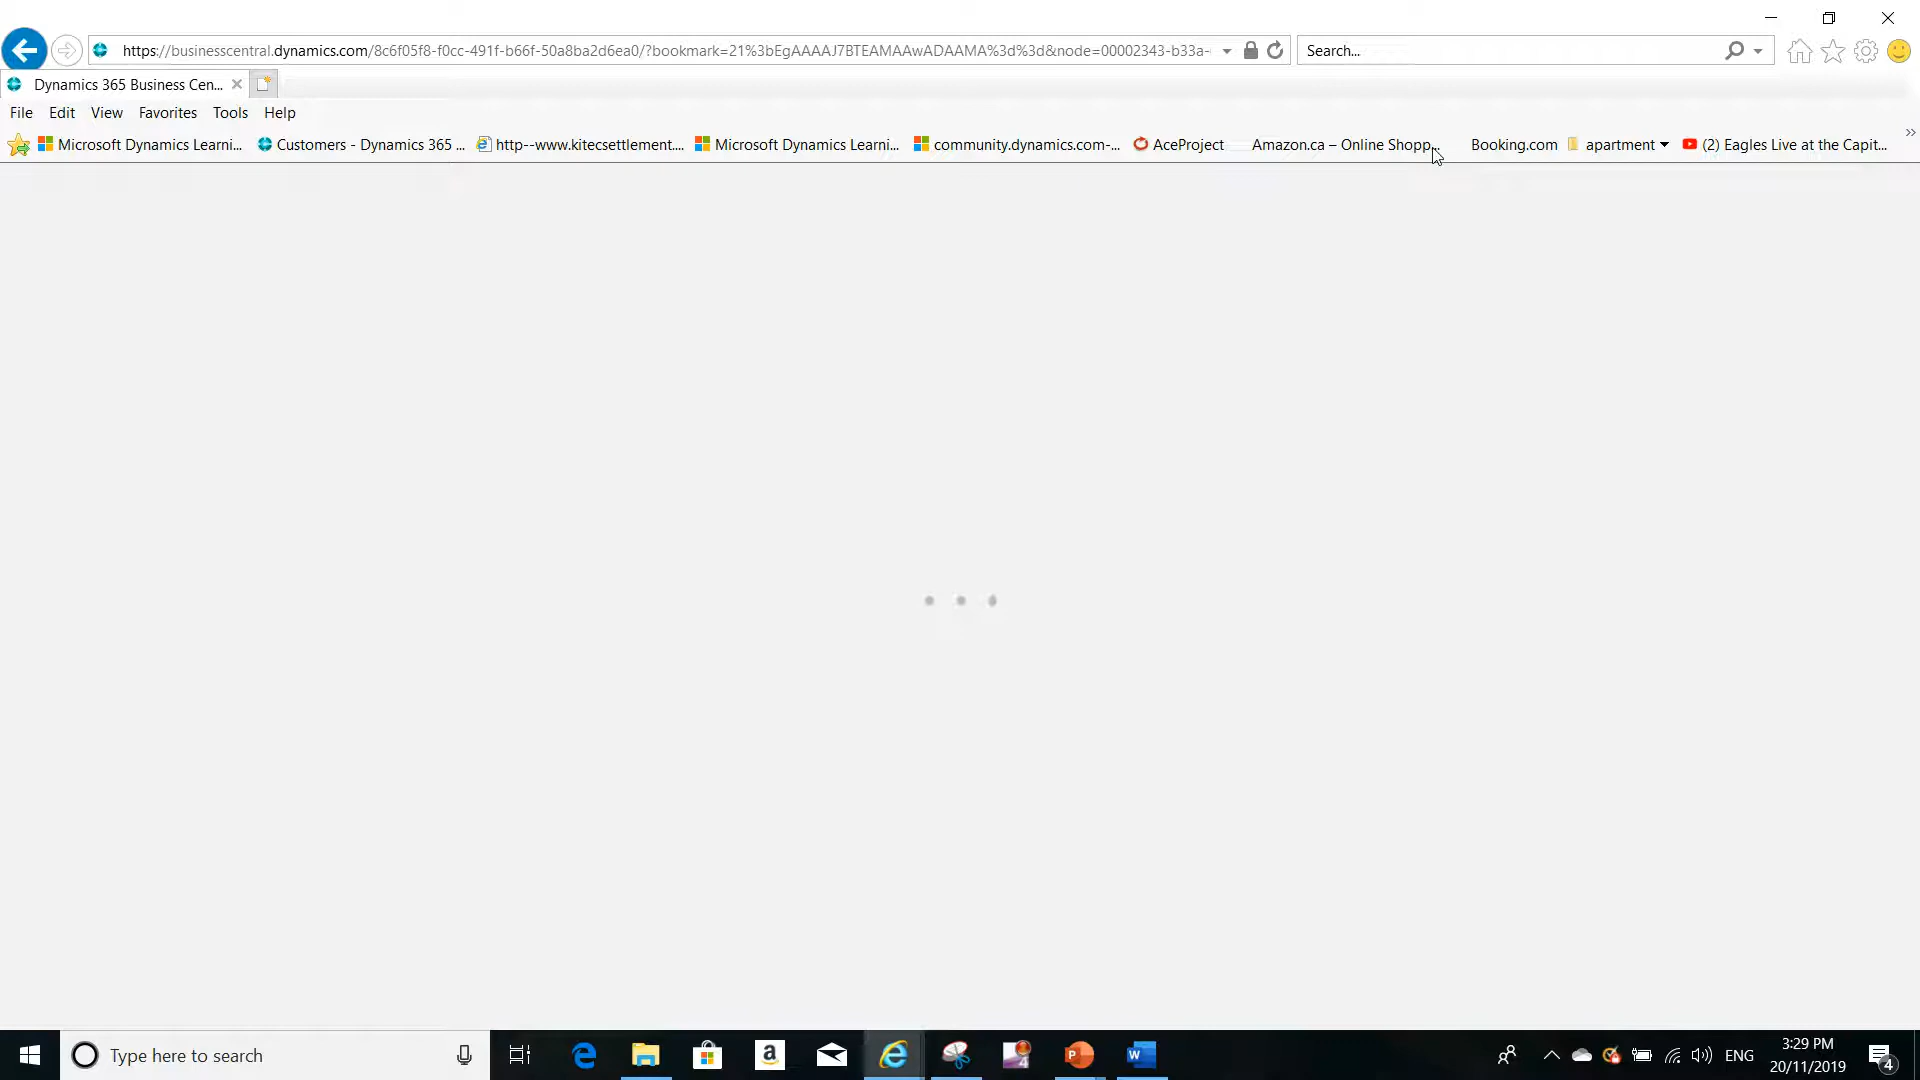 https://businesscentral.dynamics.com/8c6f05f8-f0cc-491f-b66f-50a8ba2d6ea0/?bookmark=21%3bEgAAAAJ7BTEAMAAwADAAMA%3d%3d&node=00002343-b33a-
Search...
Dynamics 365 Business Cen...
File Edit View Favorites Tools Help
Microsoft Dynamics Learni... Customers - Dynamics 365 ... http--www.kitecsettlement.... Microsoft Dynamics Learni... community.dynamics.com-... AceProject Amazon.ca – Online Shopp... Booking.com apartment (2) Eagles Live at the Capit...
Type here to search
ENG
3:29 PM
20/11/2019
4